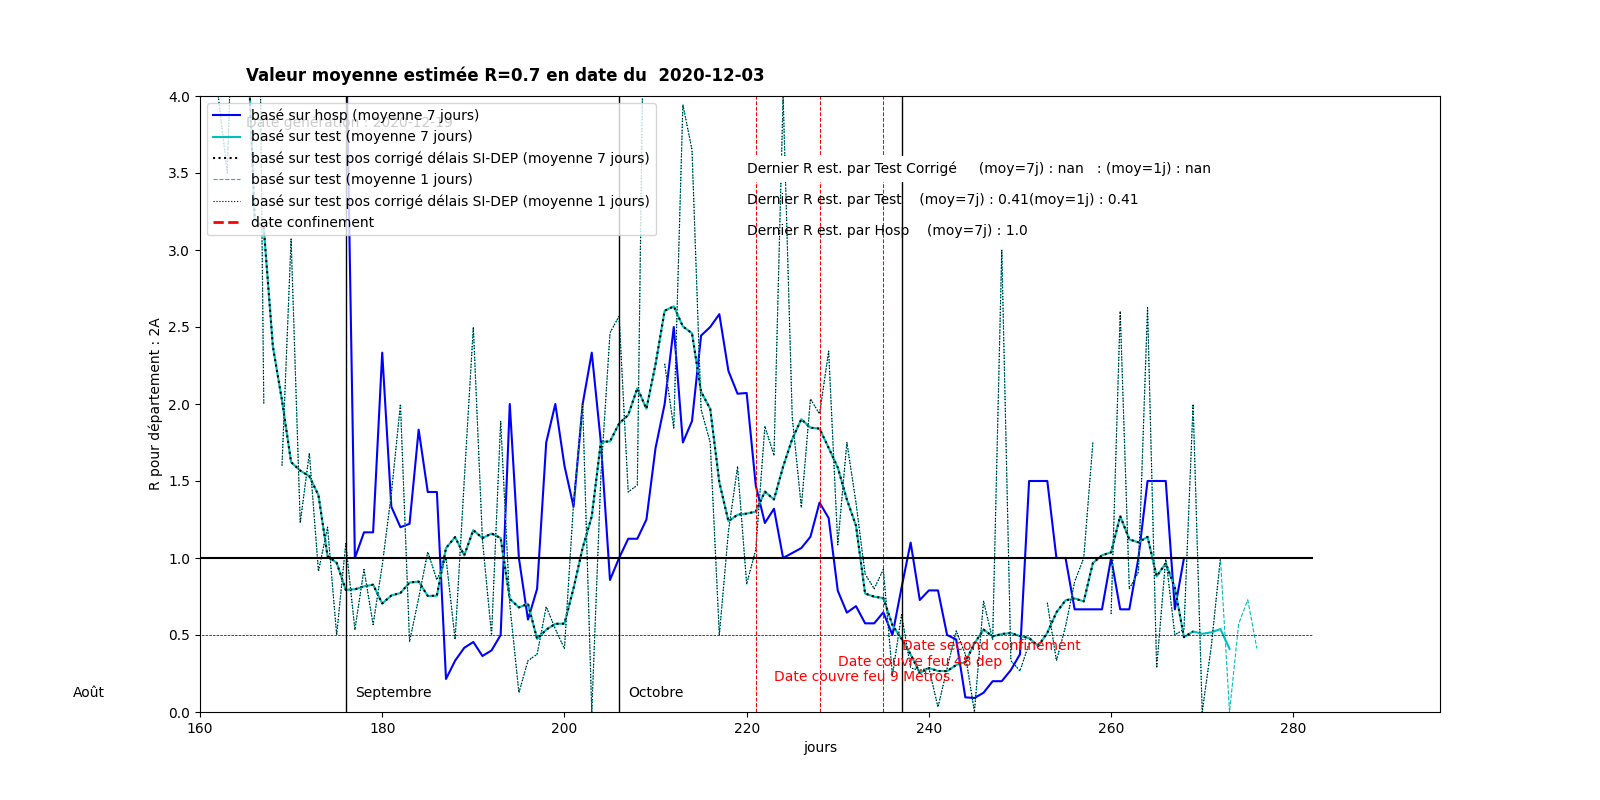 Valeur moyenne estimée R=0.7 en date du  2020-12-03
basé sur hosp (moyenne 7 jours)
basé sur test (moyenne 7 jours)
basé sur test pos corrigé délais SI-DEP (moyenne 7 jours)
basé sur test (moyenne 1 jours)
basé sur test pos corrigé délais SI-DEP (moyenne 1 jours)
date confinement
Dernier R est. par Test Corrigé     (moy=7j) : nan   : (moy=1j) : nan
Dernier R est. par Test    (moy=7j) : 0.41(moy=1j) : 0.41
Dernier R est. par Hosp    (moy=7j) : 1.0
R pour département : 2A
4.0
3.5
3.0
2.5
2.0
1.5
1.0
0.5
0.0
Date second confinement
Date couvre feu 48 dep
Date couvre feu 9 Métros.
Août
Septembre
Octobre
160
180
200
220
240
260
280
jours